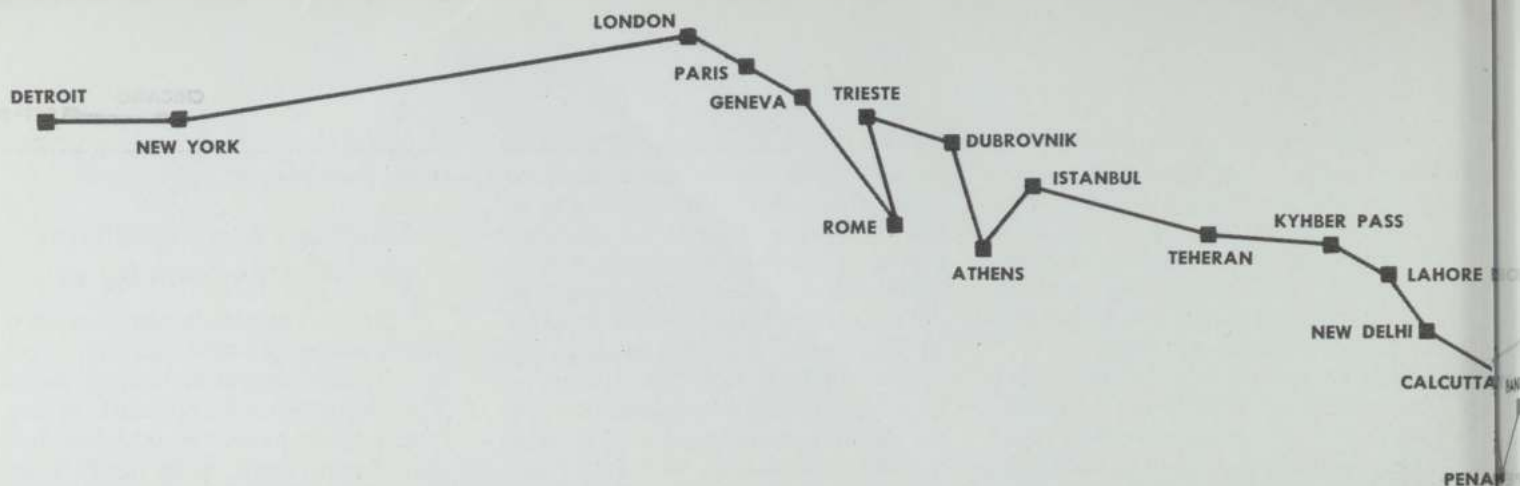 LONDON
PARIS
DETROIT
GENEVA
TRIESTE
NEW YORK
DUBROVNIK
ISTANBUL
ROME
KYHBER PASS
ATHENS
TEHERAN
LAHORE
NEW DELHI
CALCUTTA